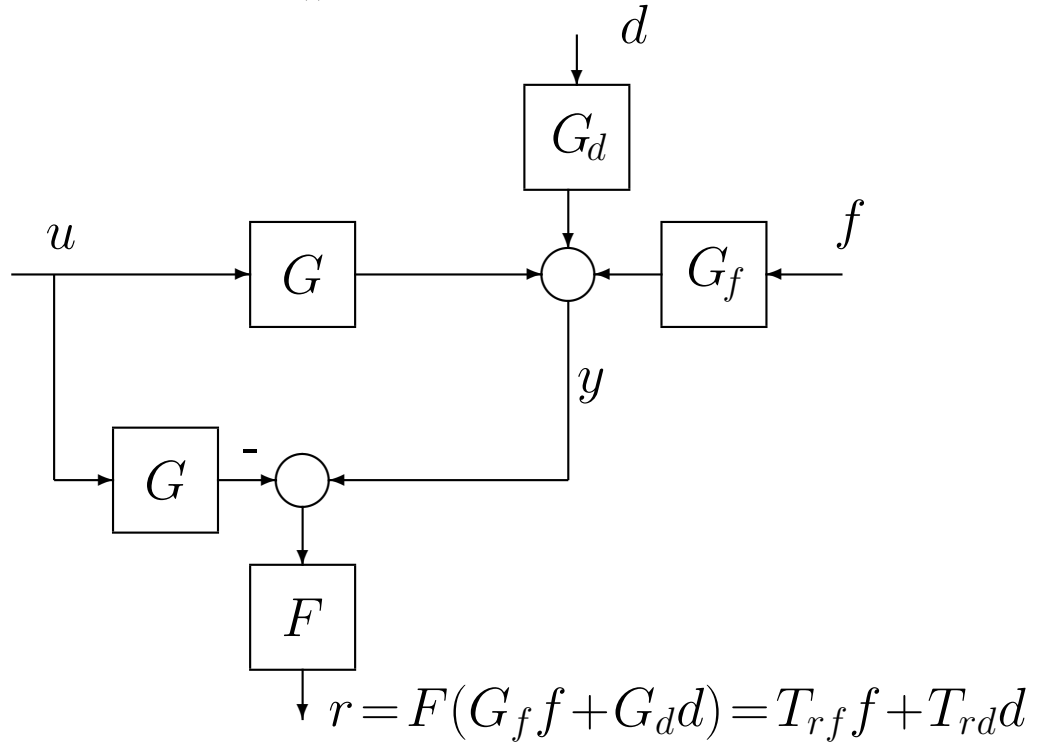 d
G_d
u
f
G
G_f
y
-
G
F
r=F(G_f f+G_d d)=T_{rf}f+T_{rd}d